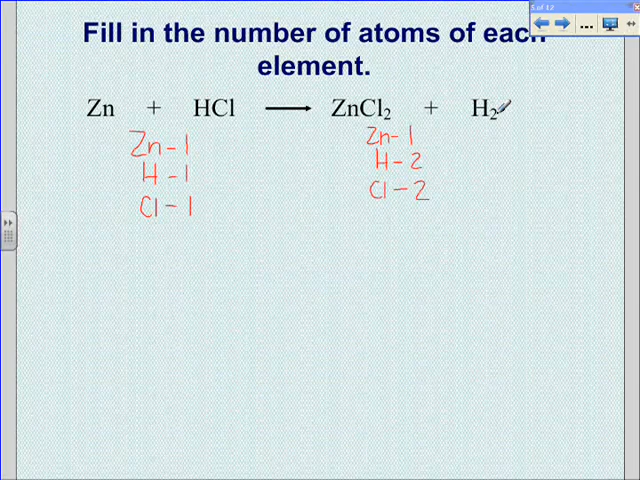 5 of 12
Fill in the number of atoms of each
element.
Zn + HCl ⟶ ZnCl₂ + H₂
Zn – 1
H – 1
Cl – 1
Zn – 1
H – 2
Cl – 2